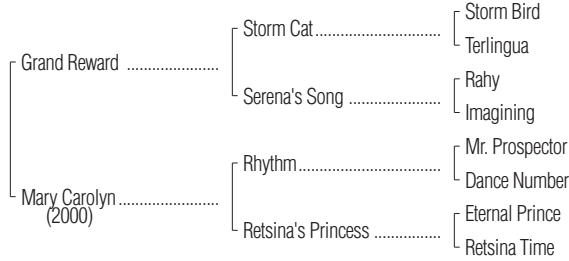 Storm Bird
Storm Cat........................................
Terlingua
Grand Reward ......................
Rahy
Serena's Song ......................
Imagining
Mr. Prospector
Rhythm..................................
Dance Number
Mary Carolyn........................
(2000)
Eternal Prince
Retsina's Princess ................
Retsina Time